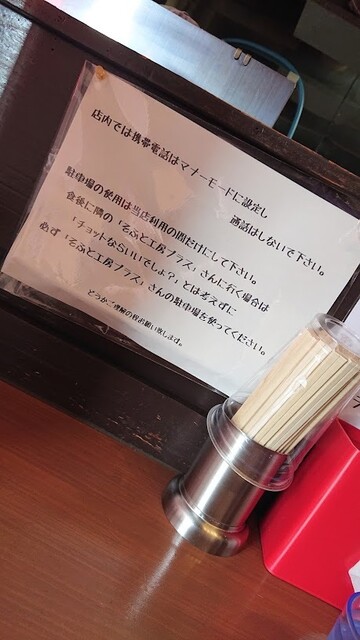 店内では携帯電話はマナーモードに設定し
通話はしないで下さい。
駐車場の使用は当店利用の間だけにして下さい。
食後に隣の「そふと工房プラス」さんに行く場合は
「チョットならいいでしょ？」とは考えずに
必ず「そふと工房プラス」さんの駐車場を使ってください。
どうかご理解の程お願い致します。